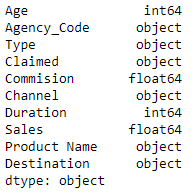 Age int64
Agency_Code object
Type object
Claimed object
Commision float64
Channel object
Duration int64
Sales float64
Product Name object
Destination object
dtype: object